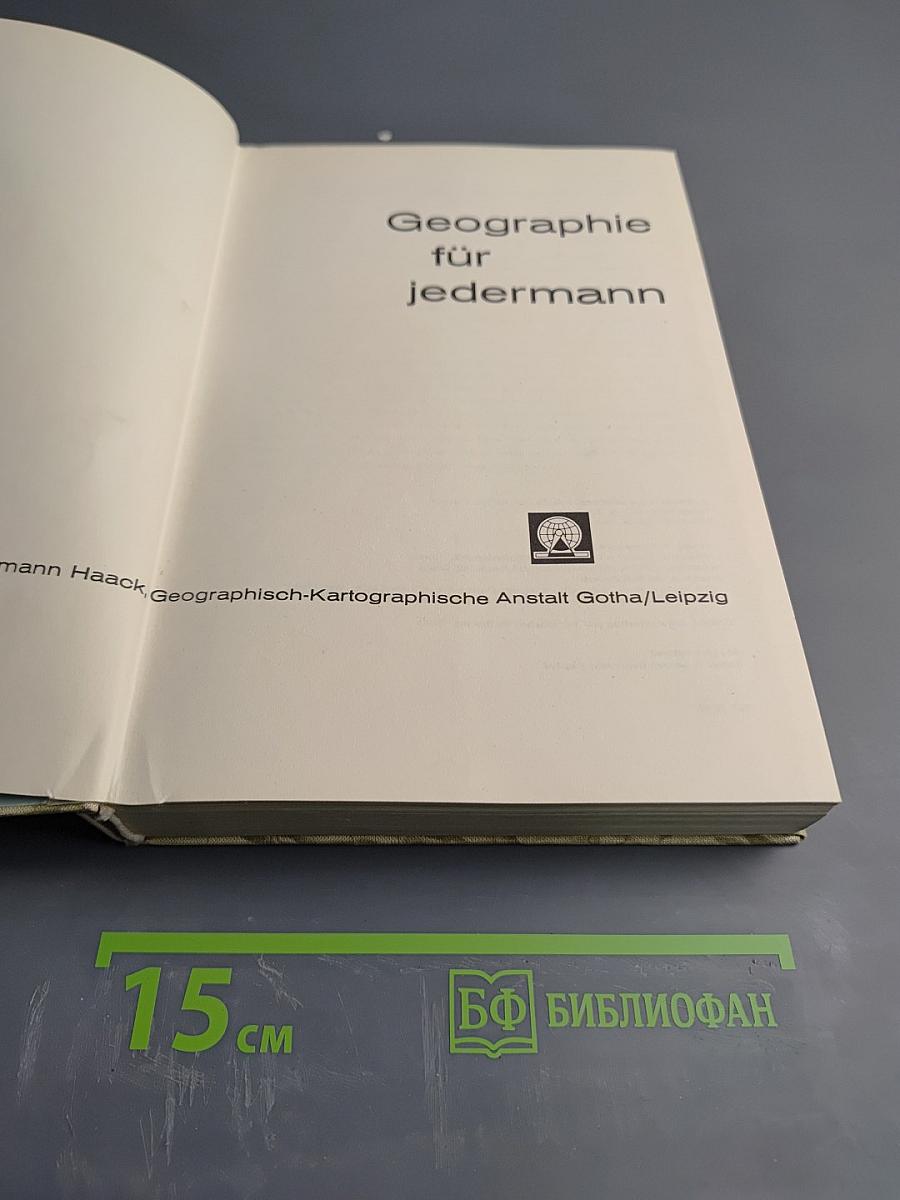 Geographie
für
jedermann
mann Haack, Geographisch-Kartographische Anstalt Gotha/Leipzig
15 см
БФ БИБЛИОФАН